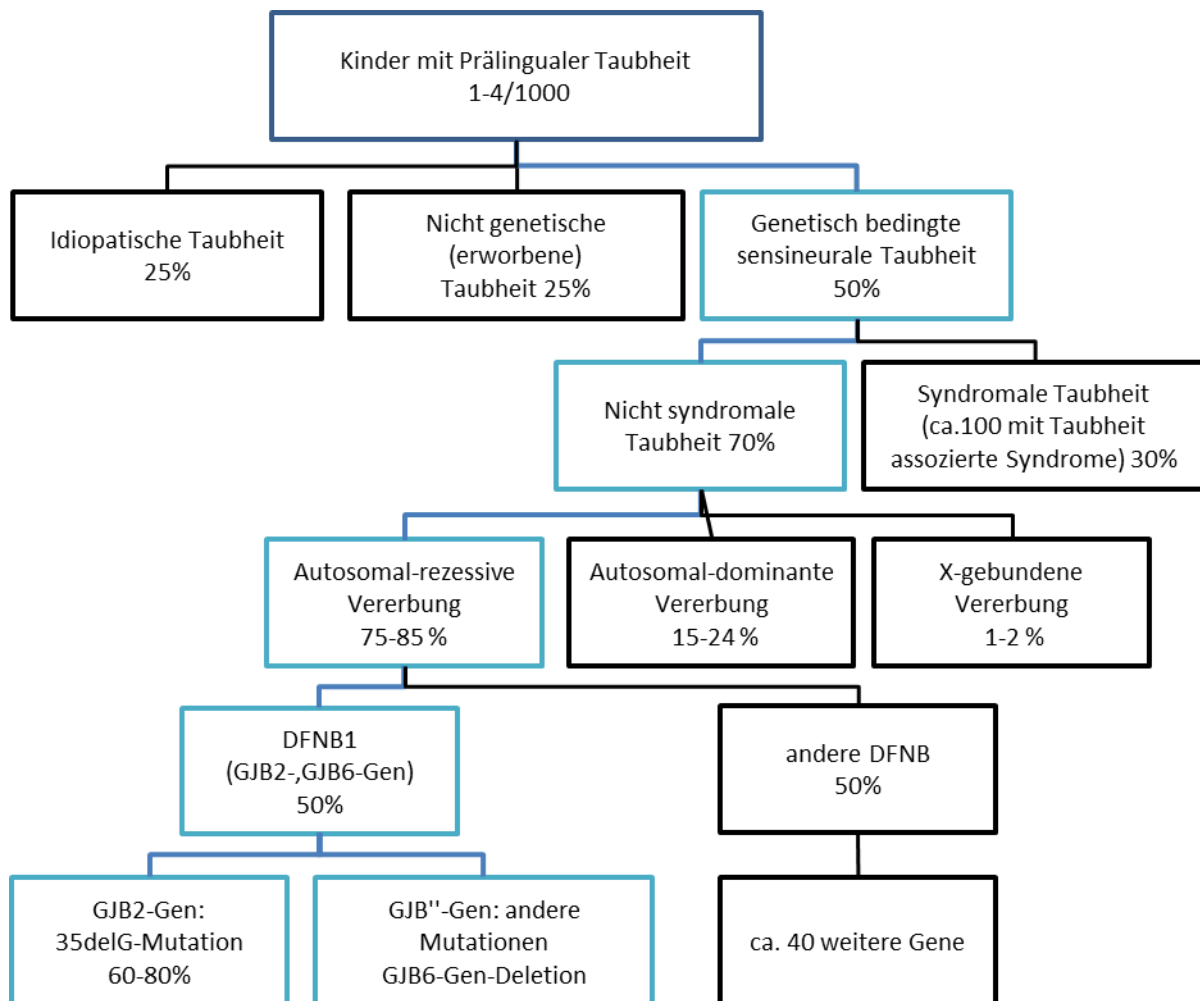 Kinder mit Prälingualer Taubheit
1-4/1000
Idiopatische Taubheit
25%
Nicht genetische
(erworbene)
Taubheit 25%
Genetisch bedingte
sensineurale Taubheit
50%
Nicht syndromale
Taubheit 70%
Syndromale Taubheit
(ca.100 mit Taubheit
assozierte Syndrome) 30%
Autosomal-rezessive
Vererbung
75-85 %
Autosomal-dominante
Vererbung
15-24 %
X-gebundene
Vererbung
1-2 %
DFNB1
(GJB2-,GJB6-Gen)
50%
andere DFNB
50%
GJB2-Gen:
35delG-Mutation
60-80%
GJB''-Gen: andere
Mutationen
GJB6-Gen-Deletion
ca. 40 weitere Gene